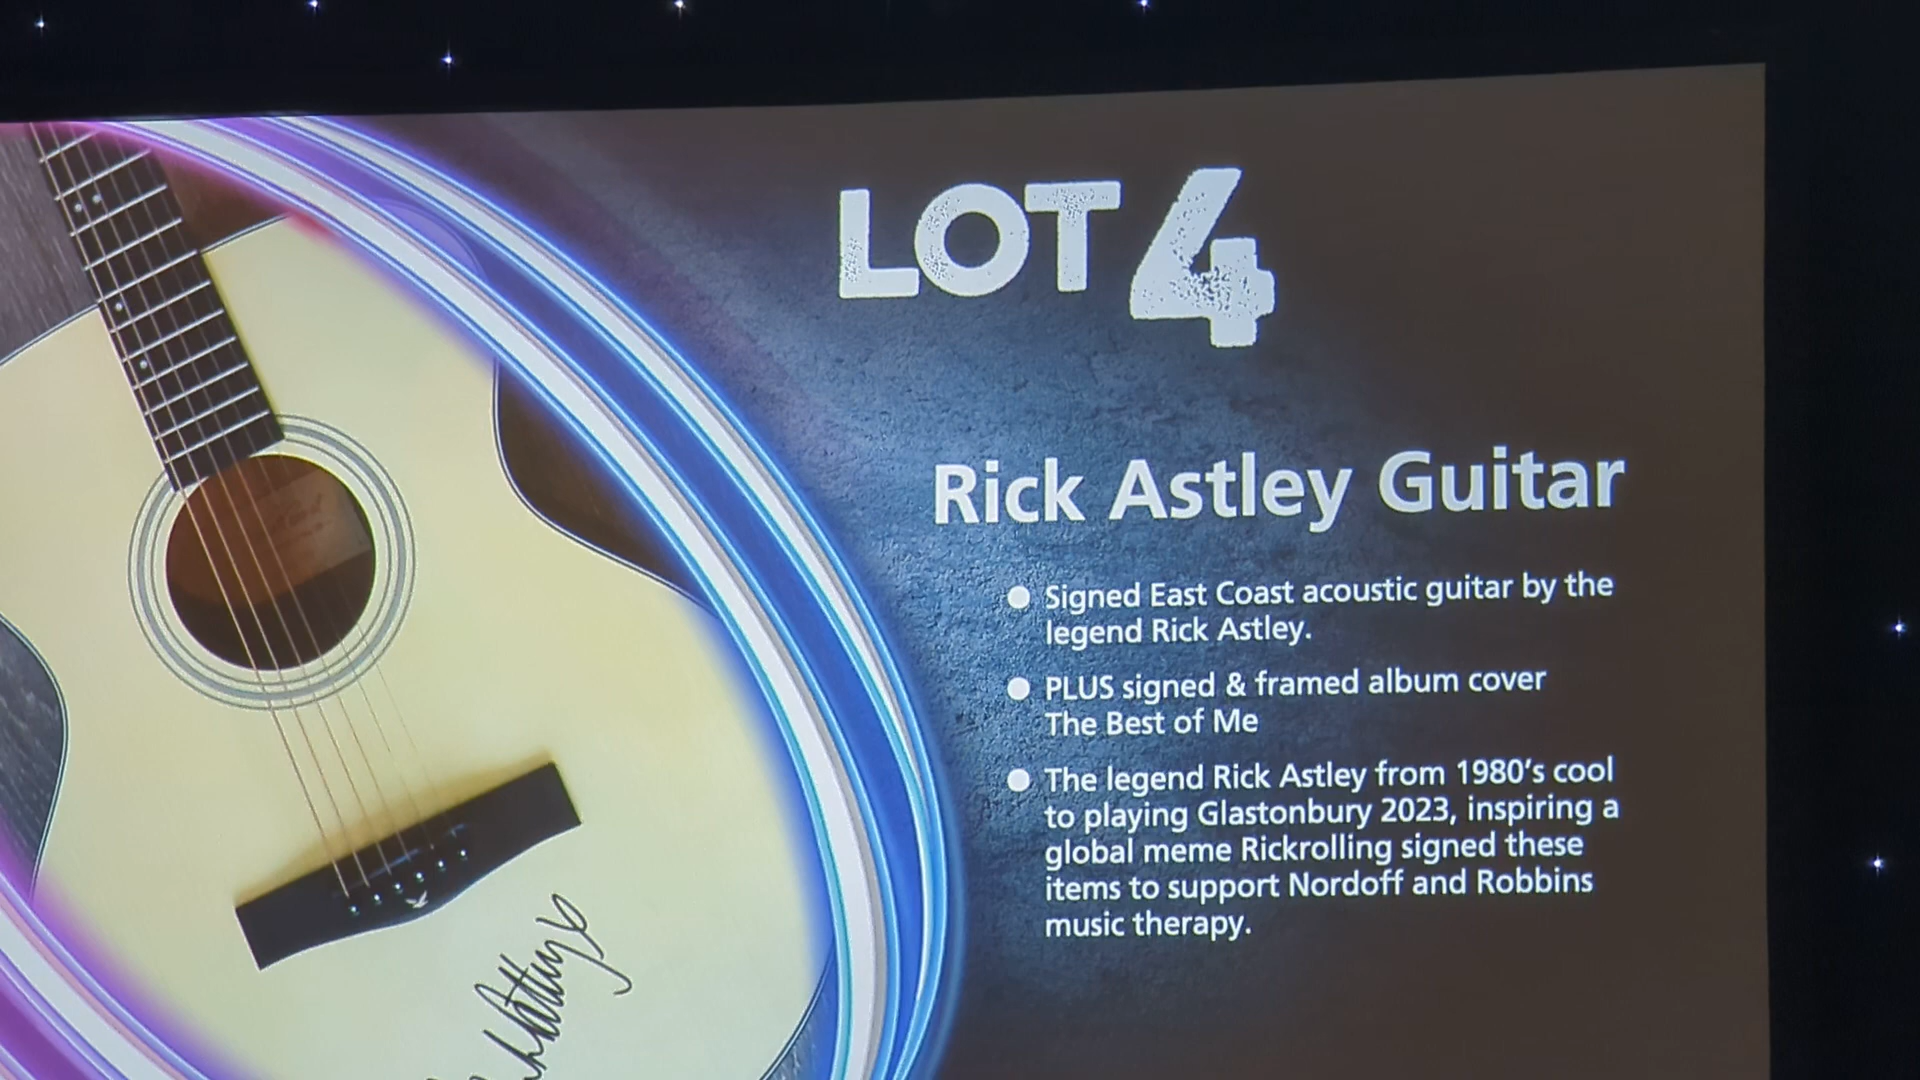 LOT 4
Rick Astley Guitar
Signed East Coast acoustic guitar by the
legend Rick Astley.
PLUS signed & framed album cover
The Best of Me
The legend Rick Astley from 1980's cool
to playing Glastonbury 2023, inspiring a
global meme Rickrolling signed these
items to support Nordoff and Robbins
music therapy.